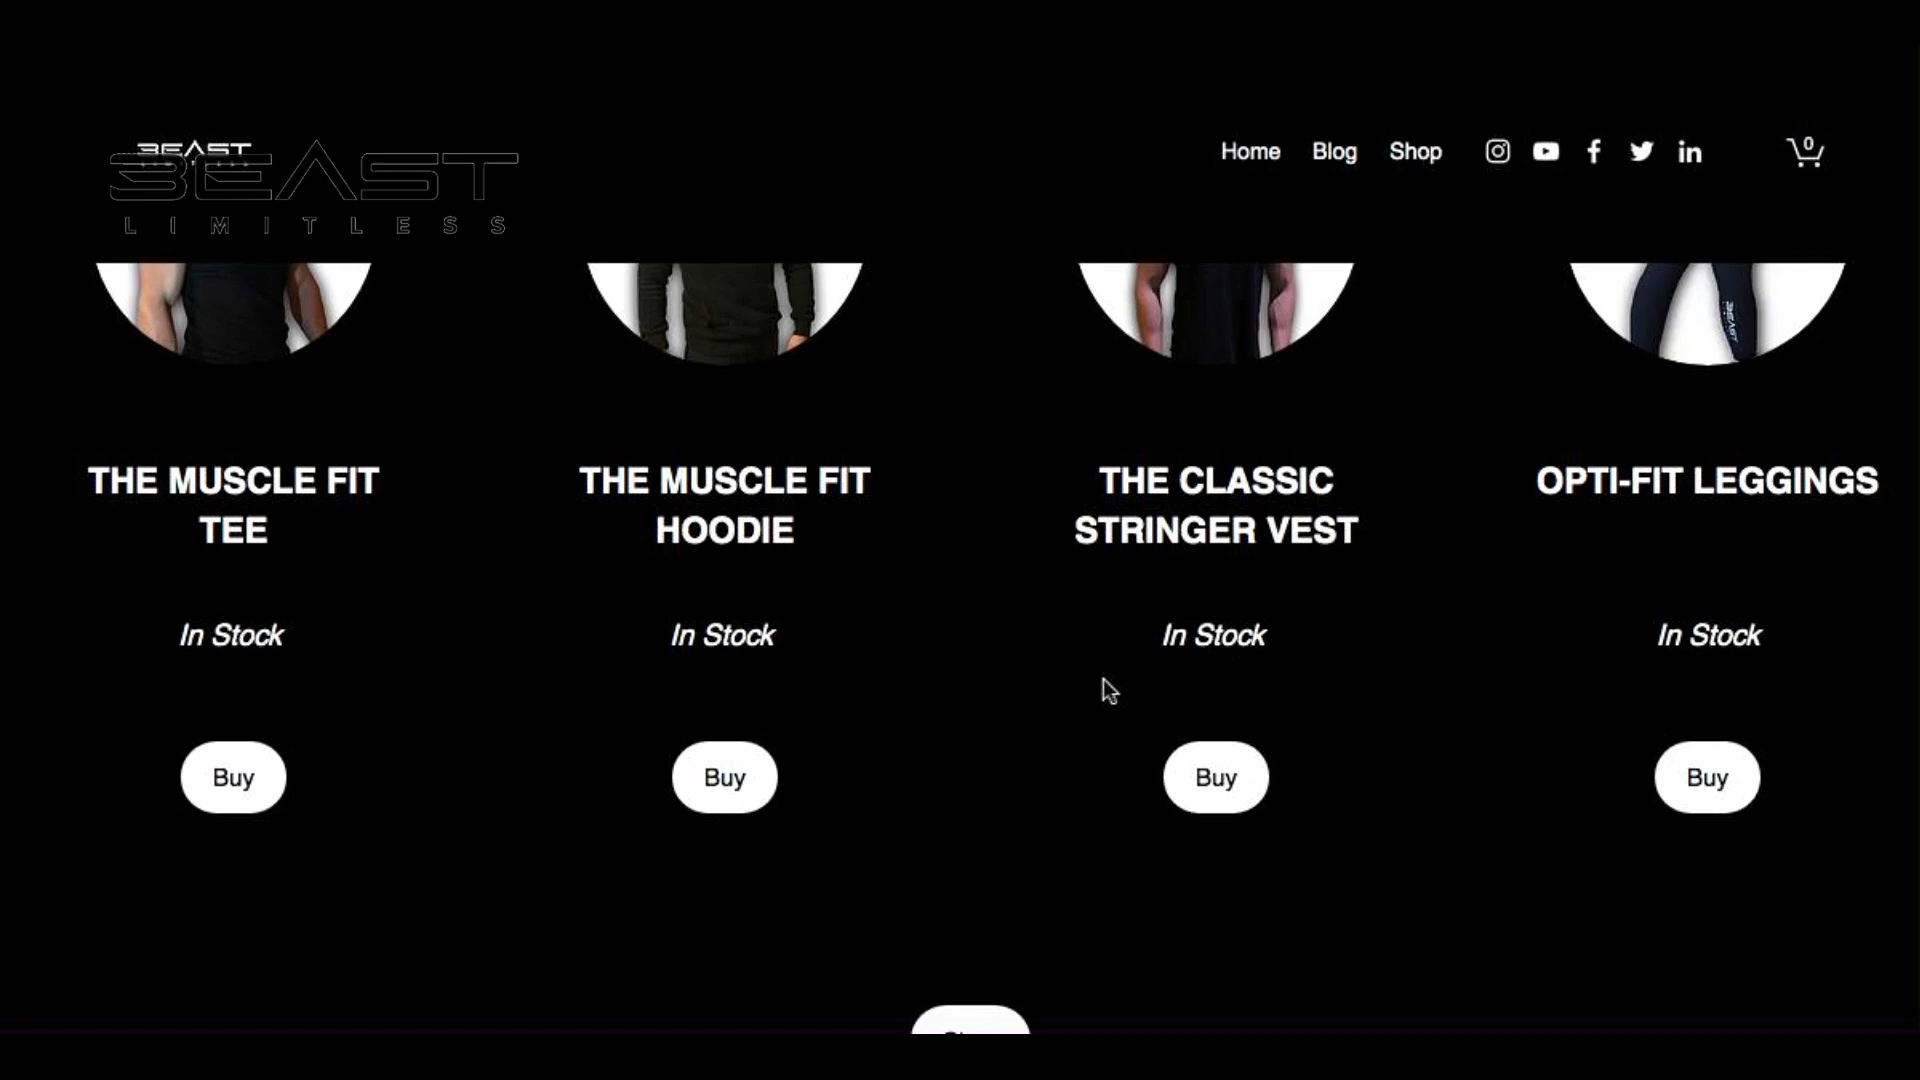 BEAST
BEAST
LIMITLESS
Home Blog Shop
0
BEAST
THE MUSCLE FIT
TEE
THE MUSCLE FIT
HOODIE
THE CLASSIC
STRINGER VEST
OPTI-FIT LEGGINGS
In Stock
In Stock
In Stock
In Stock
Buy
Buy
Buy
Buy